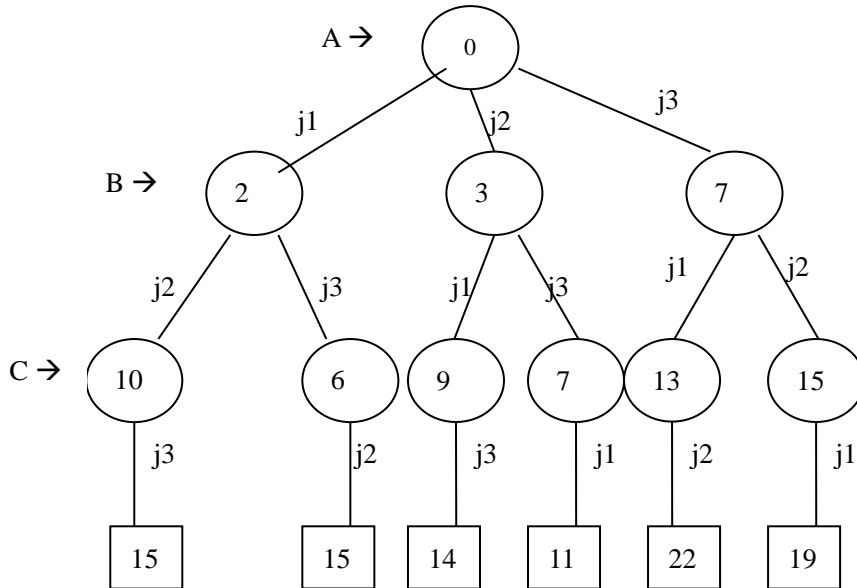 A → 0
j1 j2 j3
B → 2 3 7
j2 j3 j1 j3 j1 j2
C → 10 6 9 7 13 15
j3 j2 j3 j1 j2 j1
15 15 14 11 22 19